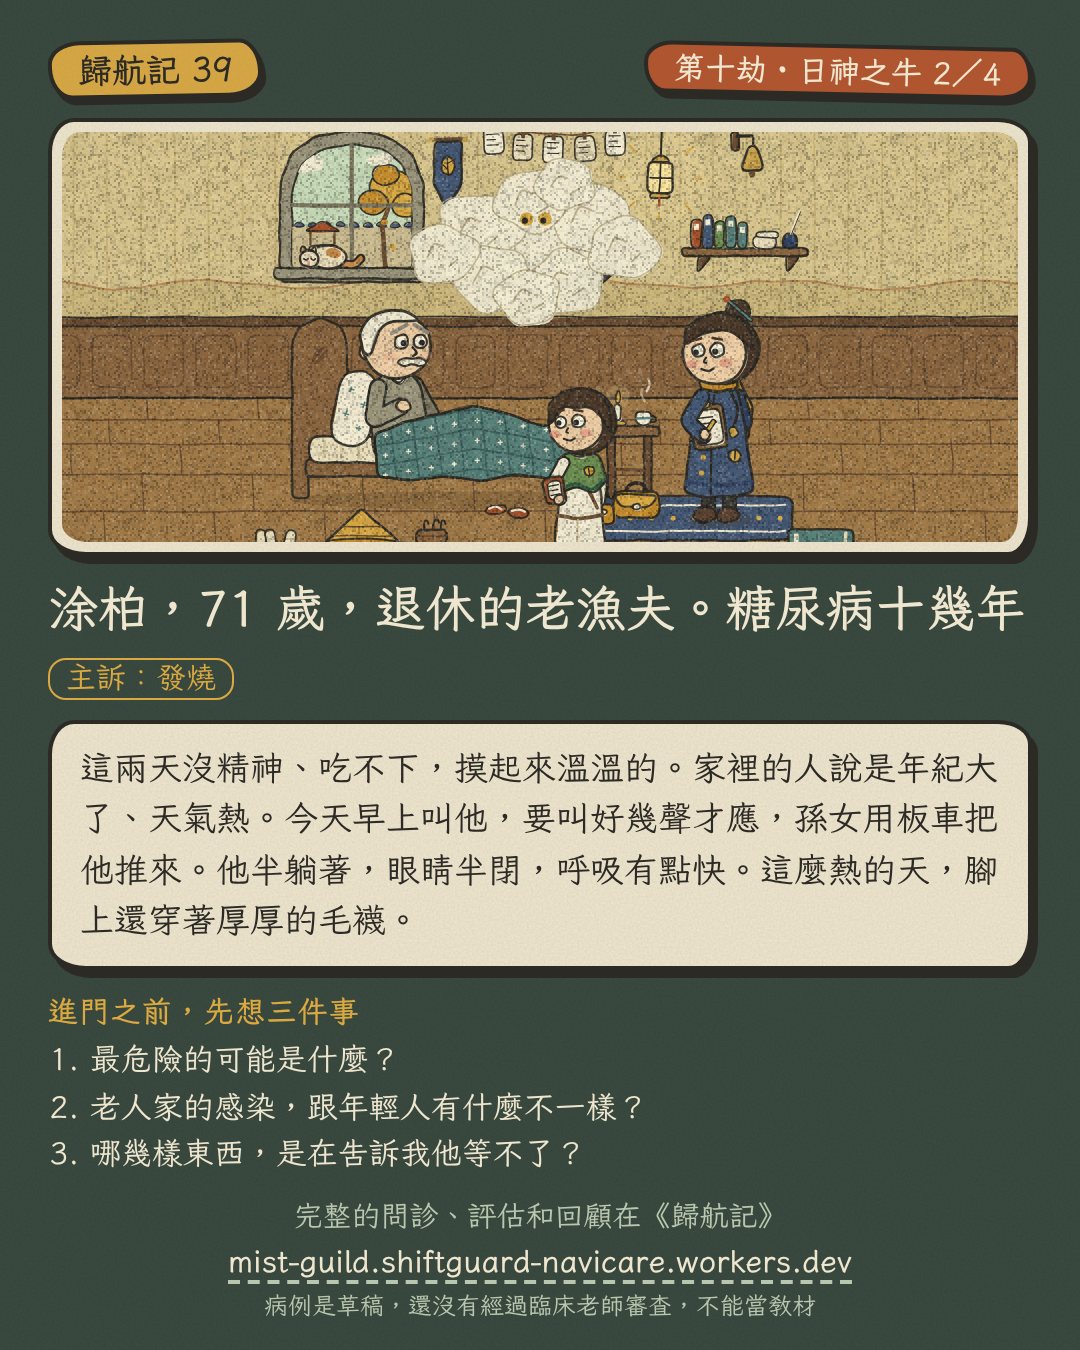 歸航記 39
第十劫・日神之牛 2／4
涂柏，71 歲，退休的老漁夫。糖尿病十幾年
主訴：發燒
這兩天沒精神、吃不下，摸起來溫溫的。家裡的人說是年紀大
了、天氣熱。今天早上叫他，要叫好幾聲才應，孫女用板車把
他推來。他半躺著，眼睛半閉，呼吸有點快。這麼熱的天，腳
上還穿著厚厚的毛襪。
進門之前，先想三件事
1. 最危險的可能是什麼？
2. 老人家的感染，跟年輕人有什麼不一樣？
3. 哪幾樣東西，是在告訴我他等不了？
完整的問診、評估和回顧在《歸航記》
mist-guild.shiftguard-navicare.workers.dev
病例是草稿，還沒有經過臨床老師審查，不能當教材